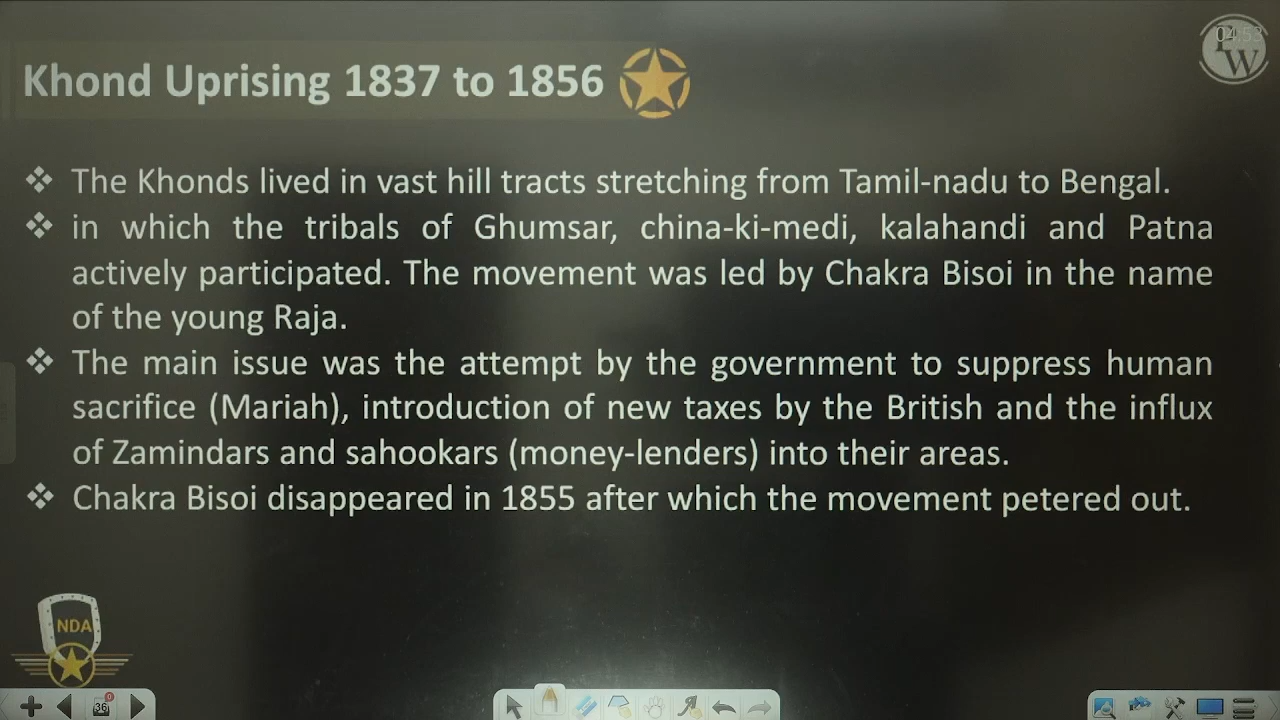 Khond Uprising 1837 to 1856
04:53
PW
The Khonds lived in vast hill tracts stretching from Tamil-nadu to Bengal.
in which the tribals of Ghumsar, china-ki-medi, kalahandi and Patna
actively participated. The movement was led by Chakra Bisoi in the name
of the young Raja.
The main issue was the attempt by the government to suppress human
sacrifice (Mariah), introduction of new taxes by the British and the influx
of Zamindars and sahookars (money-lenders) into their areas.
Chakra Bisoi disappeared in 1855 after which the movement petered out.
NDA
36